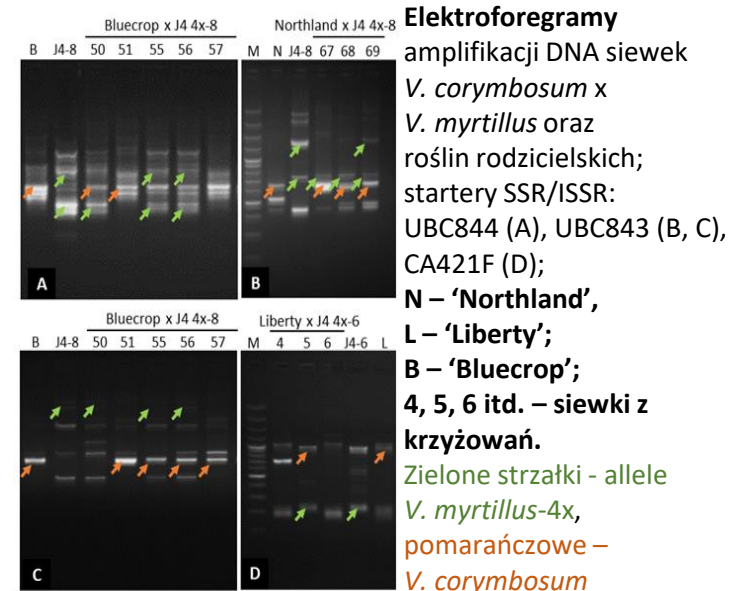 Bluecrop x J4 4x-8
B J4-8 50 51 55 56 57
A
Northland x J4 4x-8
M N J4-8 67 68 69
B
Bluecrop x J4 4x-8
B J4-8 50 51 55 56 57
C
Liberty x J4 4x-6
M 4 5 6 J4-6 L
D
Elektroforegramy
amplifikacji DNA siewek
V. corymbosum x
V. myrtillus oraz
roślin rodzicielskich;
startery SSR/ISSR:
UBC844 (A), UBC843 (B, C),
CA421F (D);
N – ‘Northland’,
L – ‘Liberty’;
B – ‘Bluecrop’;
4, 5, 6 itd. – siewki z
krzyżowań.
Zielone strzałki - allele
V. myrtillus-4x,
pomarańczowe –
V. corymbosum